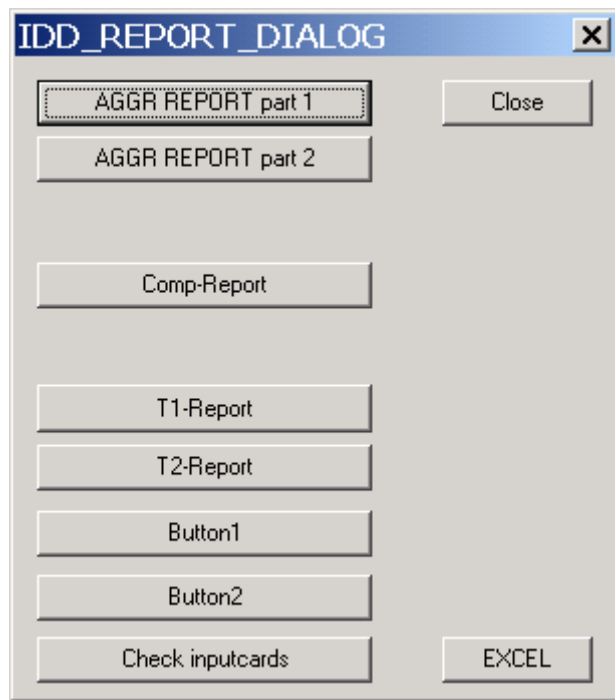 IDD_REPORT_DIALOG
AGGR REPORT part 1
Close
AGGR REPORT part 2
Comp-Report
T1-Report
T2-Report
Button1
Button2
Check inputcards
EXCEL